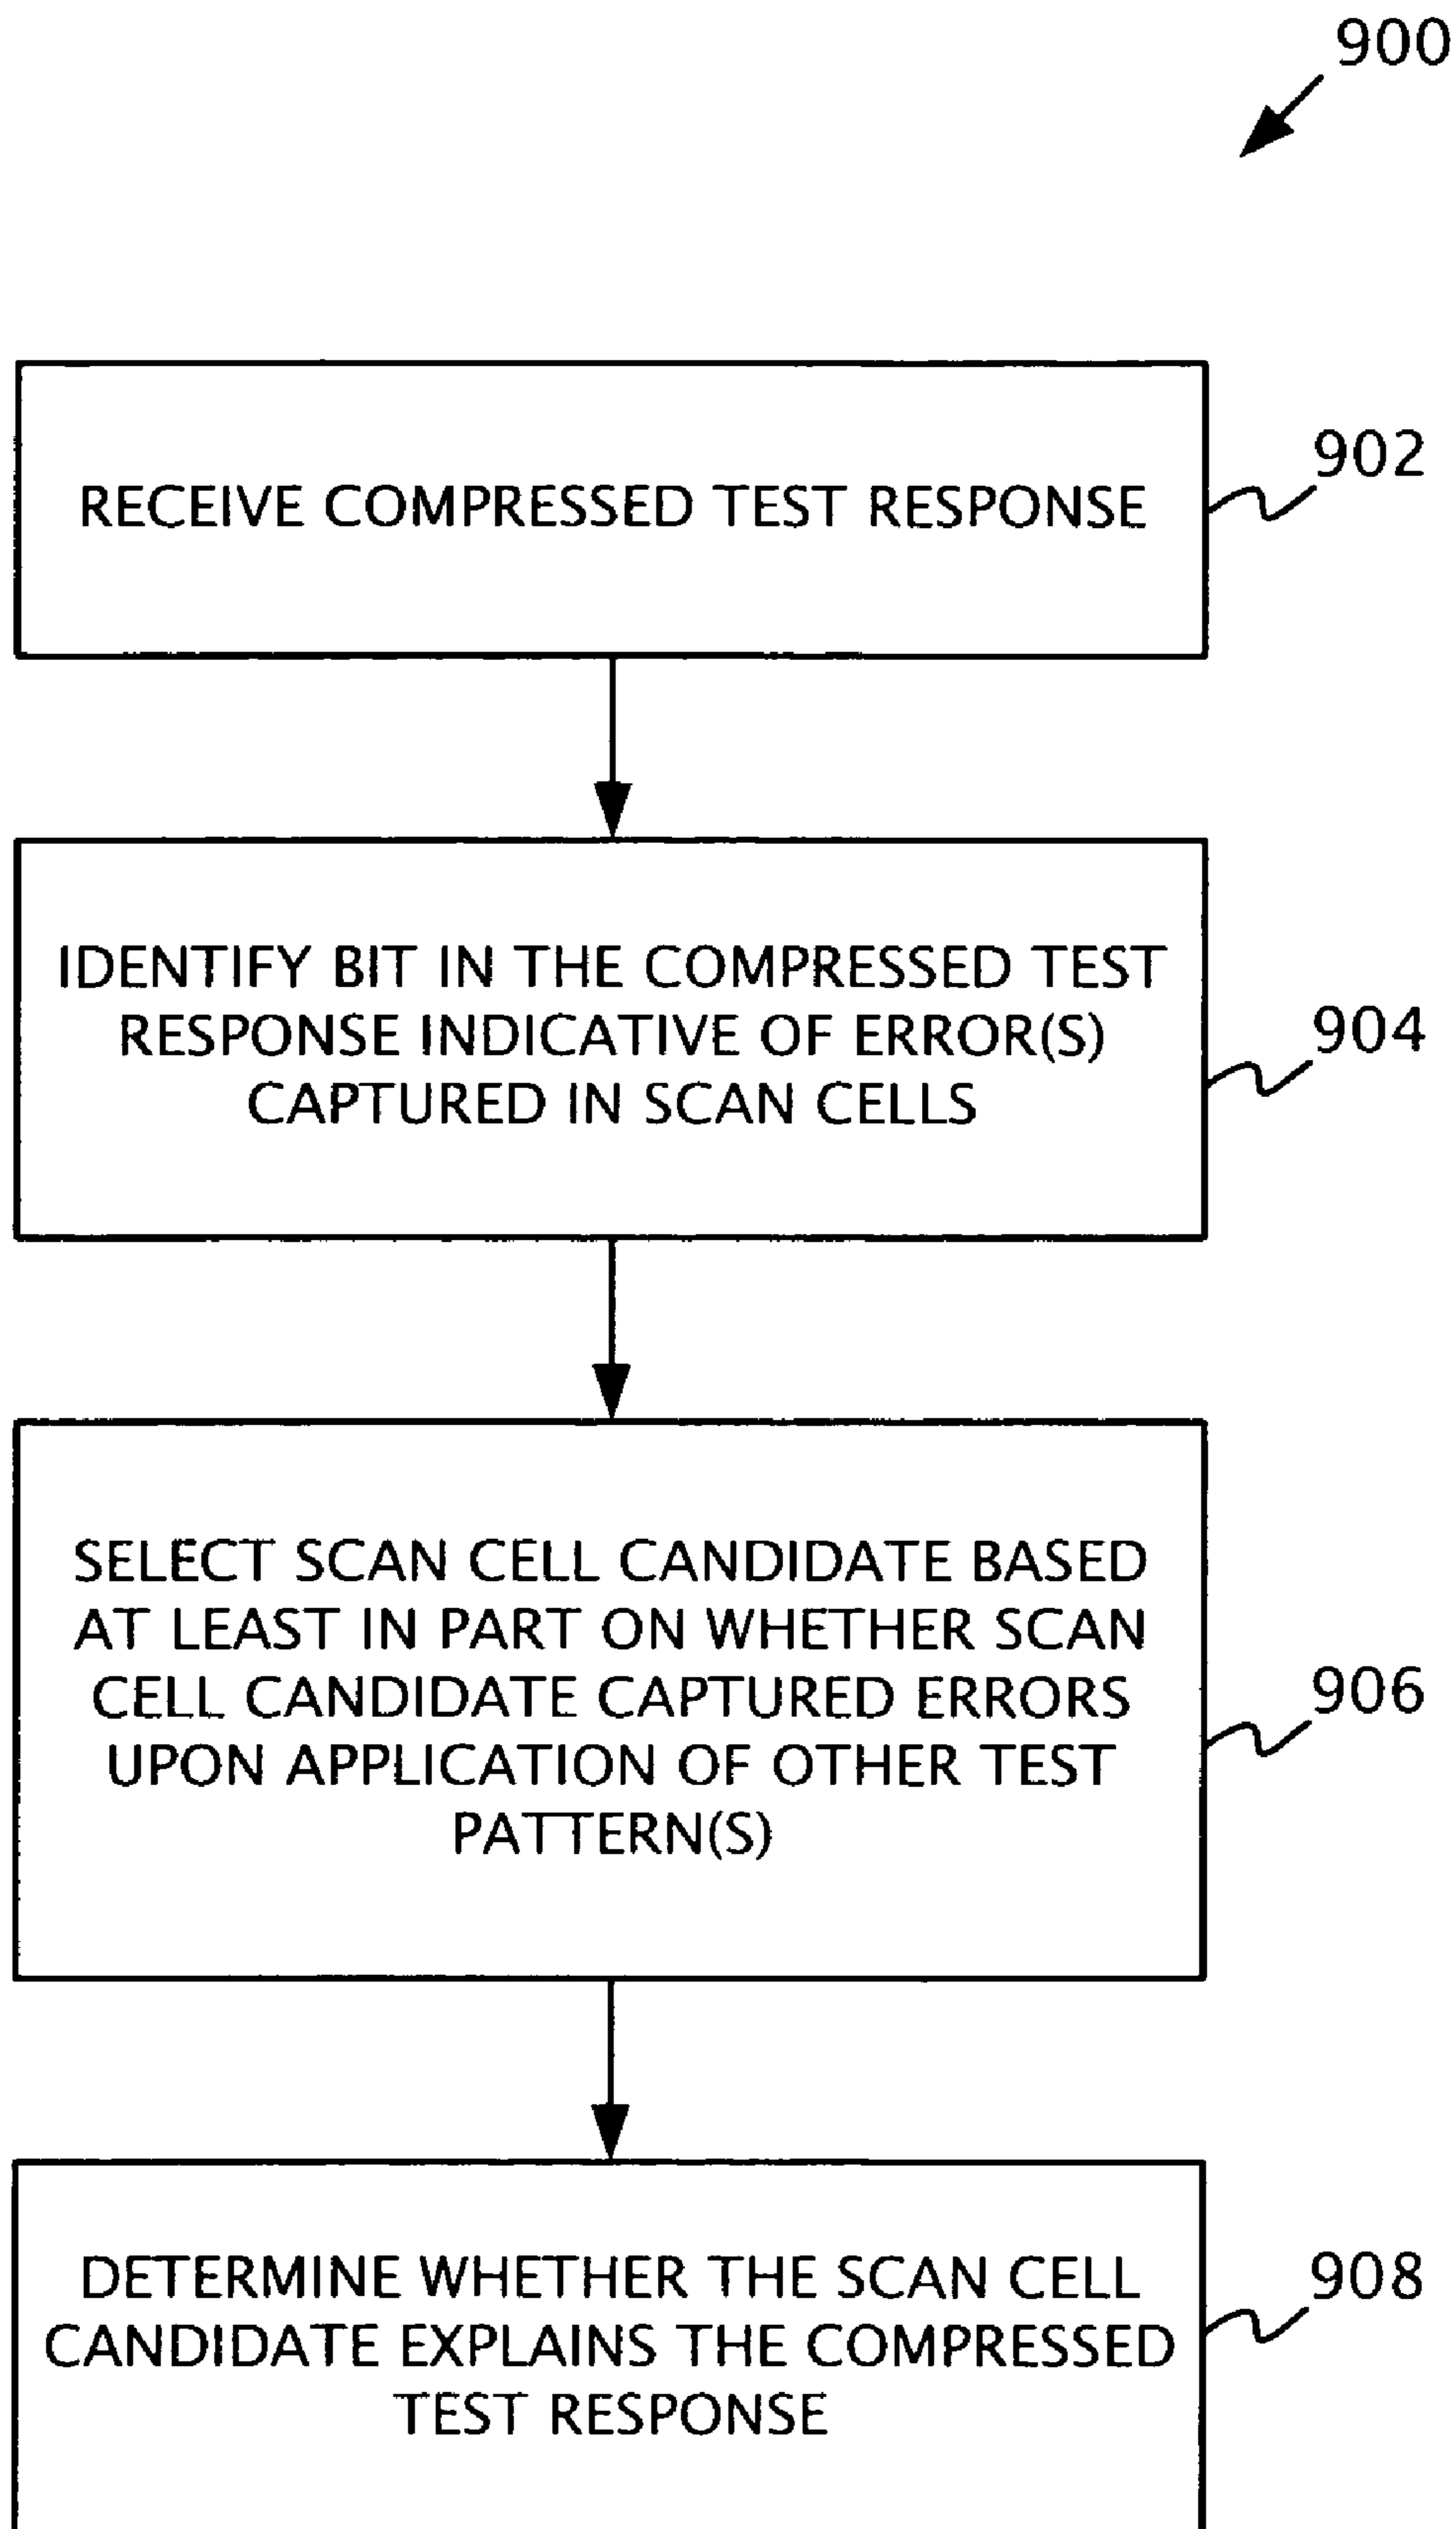 900
RECEIVE COMPRESSED TEST RESPONSE
902
IDENTIFY BIT IN THE COMPRESSED TEST
RESPONSE INDICATIVE OF ERROR(S)
CAPTURED IN SCAN CELLS
904
SELECT SCAN CELL CANDIDATE BASED
AT LEAST IN PART ON WHETHER SCAN
CELL CANDIDATE CAPTURED ERRORS
UPON APPLICATION OF OTHER TEST
PATTERN(S)
906
DETERMINE WHETHER THE SCAN CELL
CANDIDATE EXPLAINS THE COMPRESSED
TEST RESPONSE
908